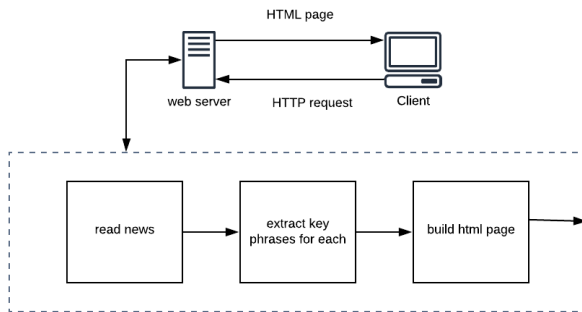 HTML page
web server
HTTP request
Client
read news
extract key
phrases for each
build html page